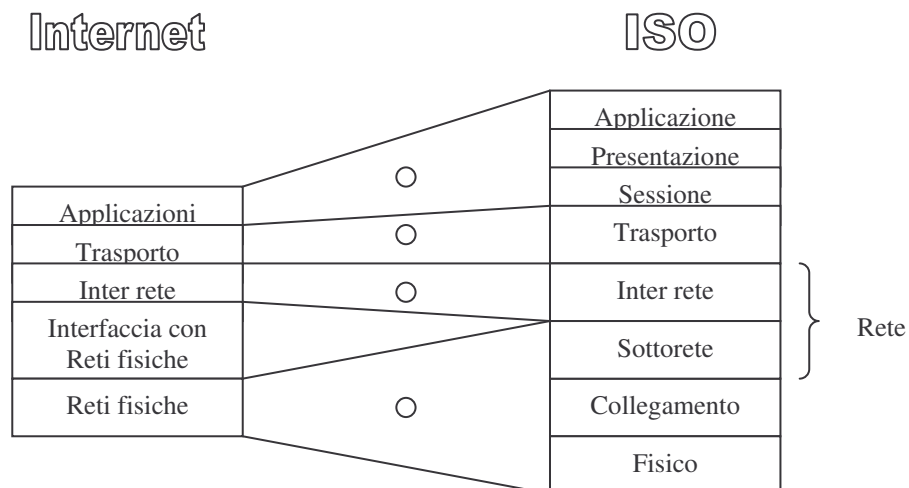 Internet
ISO
Applicazioni
Trasporto
Inter rete
Interfaccia con
Reti fisiche
Reti fisiche
Applicazione
Presentazione
Sessione
Trasporto
Inter rete
Sottorete
Collegamento
Fisico
Rete